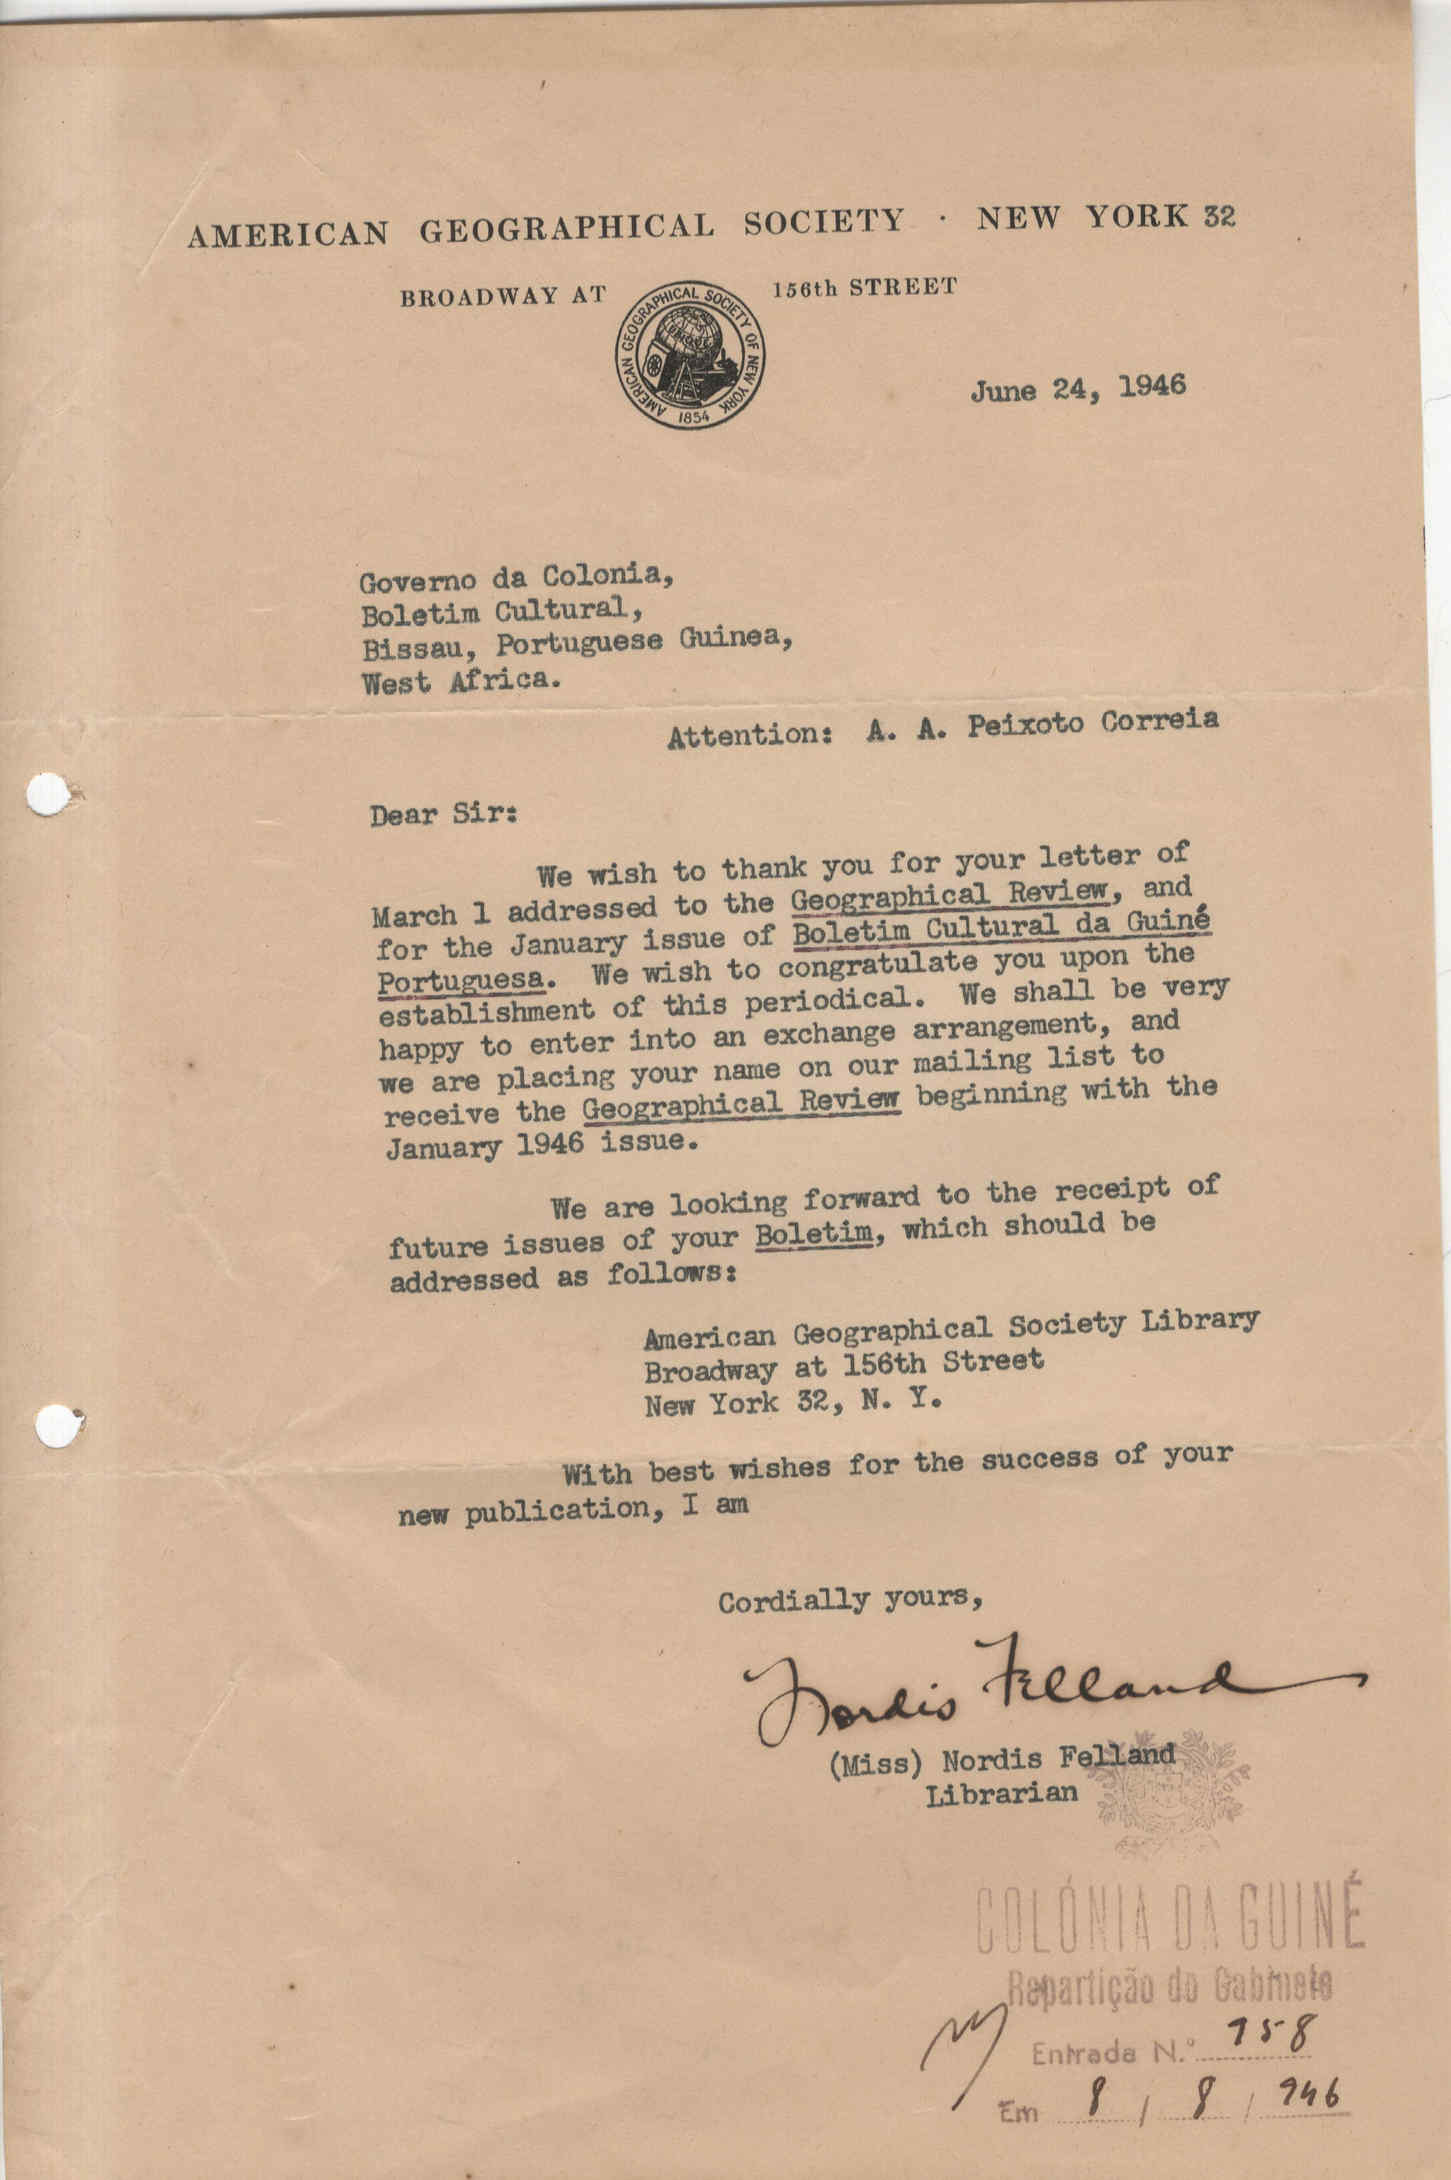 AMERICAN GEOGRAPHICAL SOCIETY · NEW YORK 32
BROADWAY AT 156th STREET
AMERICAN GEOGRAPHICAL SOCIETY OF NEW YORK
UBIQUE
1854
June 24, 1946
Governo da Colonia,
Boletim Cultural,
Bissau, Portuguese Guinea,
West Africa.
Attention: A. A. Peixoto Correia
Dear Sir:
We wish to thank you for your letter of
March 1 addressed to the Geographical Review, and
for the January issue of Boletim Cultural da Guiné
Portuguesa. We wish to congratulate you upon the
establishment of this periodical. We shall be very
happy to enter into an exchange arrangement, and
we are placing your name on our mailing list to
receive the Geographical Review beginning with the
January 1946 issue.
We are looking forward to the receipt of
future issues of your Boletim, which should be
addressed as follows:
American Geographical Society Library
Broadway at 156th Street
New York 32, N. Y.
With best wishes for the success of your
new publication, I am
Cordially yours,
Nordis Felland
(Miss) Nordis Felland
Librarian
COLÓNIA DA GUINÉ
Repartição do Gabinete
Entrada N.º 958
Em 8 / 8 / 946